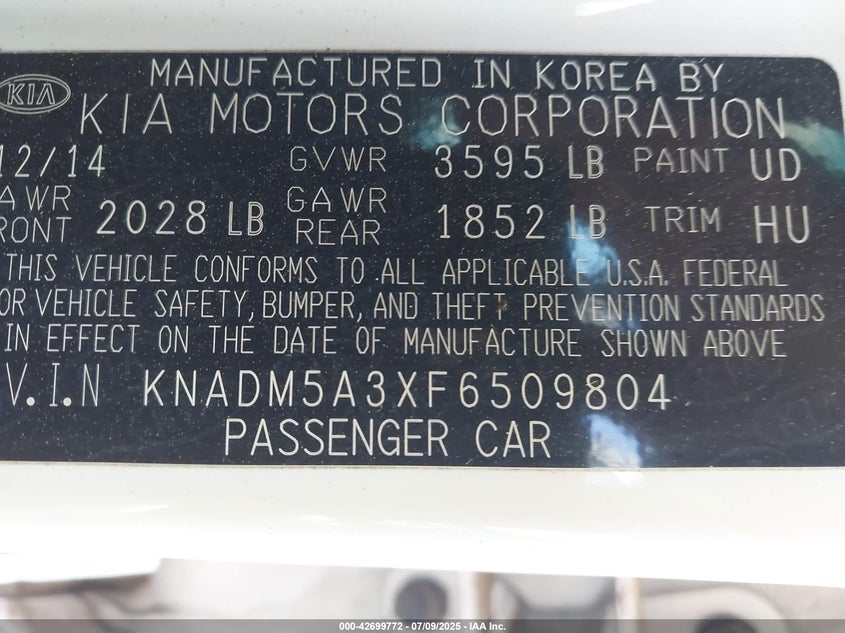 MANUFACTURED IN KOREA BY
KIA
KIA MOTORS CORPORATION
12/14 GVWR 3595 LB PAINT UD
AWR FRONT 2028 LB GAWR REAR 1852 LB TRIM HU
THIS VEHICLE CONFORMS TO ALL APPLICABLE U.S.A. FEDERAL
OR VEHICLE SAFETY, BUMPER, AND THEFT PREVENTION STANDARDS
IN EFFECT ON THE DATE OF MANUFACTURE SHOWN ABOVE
V.I.N KNADM5A3XF6509804
PASSENGER CAR
000-42699772 - 07/09/2025 - IAA Inc.